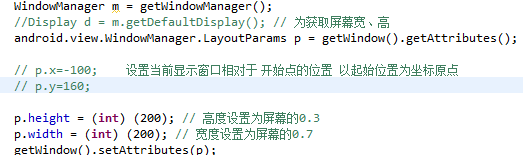 WindowManager m = getWindowManager();
//Display d = m.getDefaultDisplay(); // 为获取屏幕宽、高
android.view.WindowManager.LayoutParams p = getWindow().getAttributes();
// p.x=-100;    设置当前显示窗口相对于 开始点的位置 以起始位置为坐标原点
// p.y=160;
p.height = (int) (200); // 高度设置为屏幕的0.3
p.width = (int) (200); // 宽度设置为屏幕的0.7
getWindow().setAttributes(p);